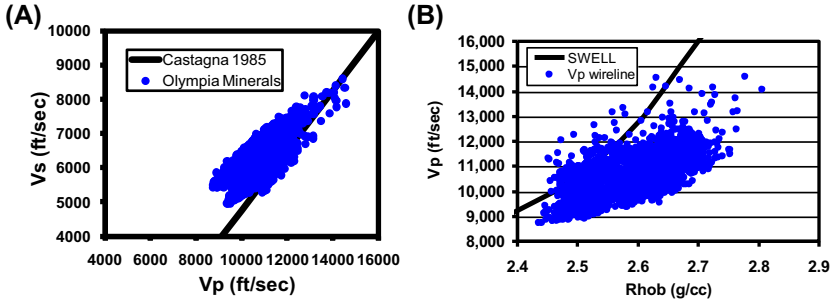 (A)
10000
9000
8000
7000
6000
5000
4000
Vs (ft/sec)
Castagna 1985
Olympia Minerals
4000 6000 8000 10000 12000 14000 16000
Vp (ft/sec)
(B)
16,000
15,000
14,000
13,000
12,000
11,000
10,000
9,000
8,000
Vp (ft/sec)
SWELL
Vp wireline
2.4 2.5 2.6 2.7 2.8 2.9
Rhob (g/cc)